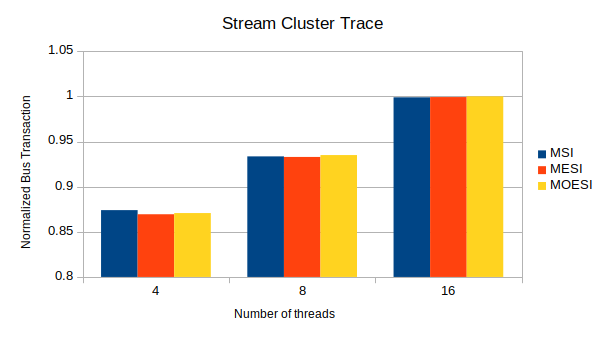 Stream Cluster Trace
1.05
1
0.95
0.9
0.85
0.8
Normalized Bus Transaction
4
8
16
Number of threads
MSI
MESI
MOESI